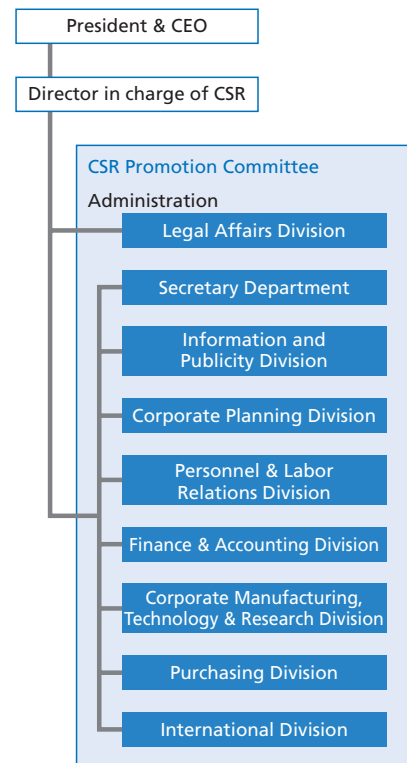 President & CEO
Director in charge of CSR
CSR Promotion Committee
Administration
Legal Affairs Division
Secretary Department
Information and
Publicity Division
Corporate Planning Division
Personnel & Labor
Relations Division
Finance & Accounting Division
Corporate Manufacturing,
Technology & Research Division
Purchasing Division
International Division